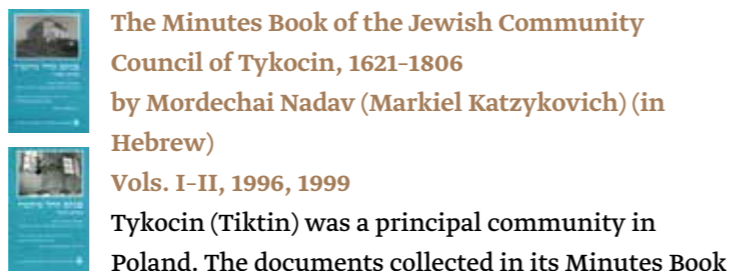 The Minutes Book of the Jewish Community
Council of Tykocin, 1621-1806
by Mordechai Nadav (Markiel Katzykovich) (in
Hebrew)
Vols. I-II, 1996, 1999
Tykocin (Tiktin) was a principal community in
Poland. The documents collected in its Minutes Book